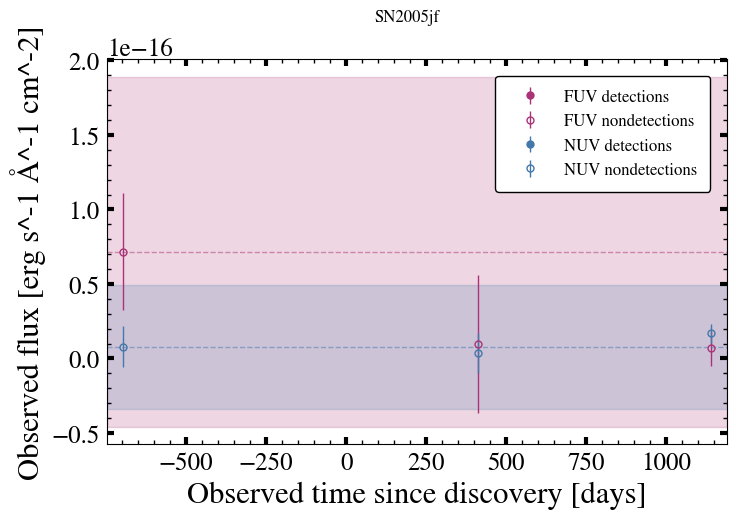 SN2005jf
1e−16
2.0
1.5
1.0
0.5
0.0
−0.5
Observed flux [erg s^-1 Å^-1 cm^-2]
FUV detections
FUV nondetections
NUV detections
NUV nondetections
−500 −250 0 250 500 750 1000
Observed time since discovery [days]